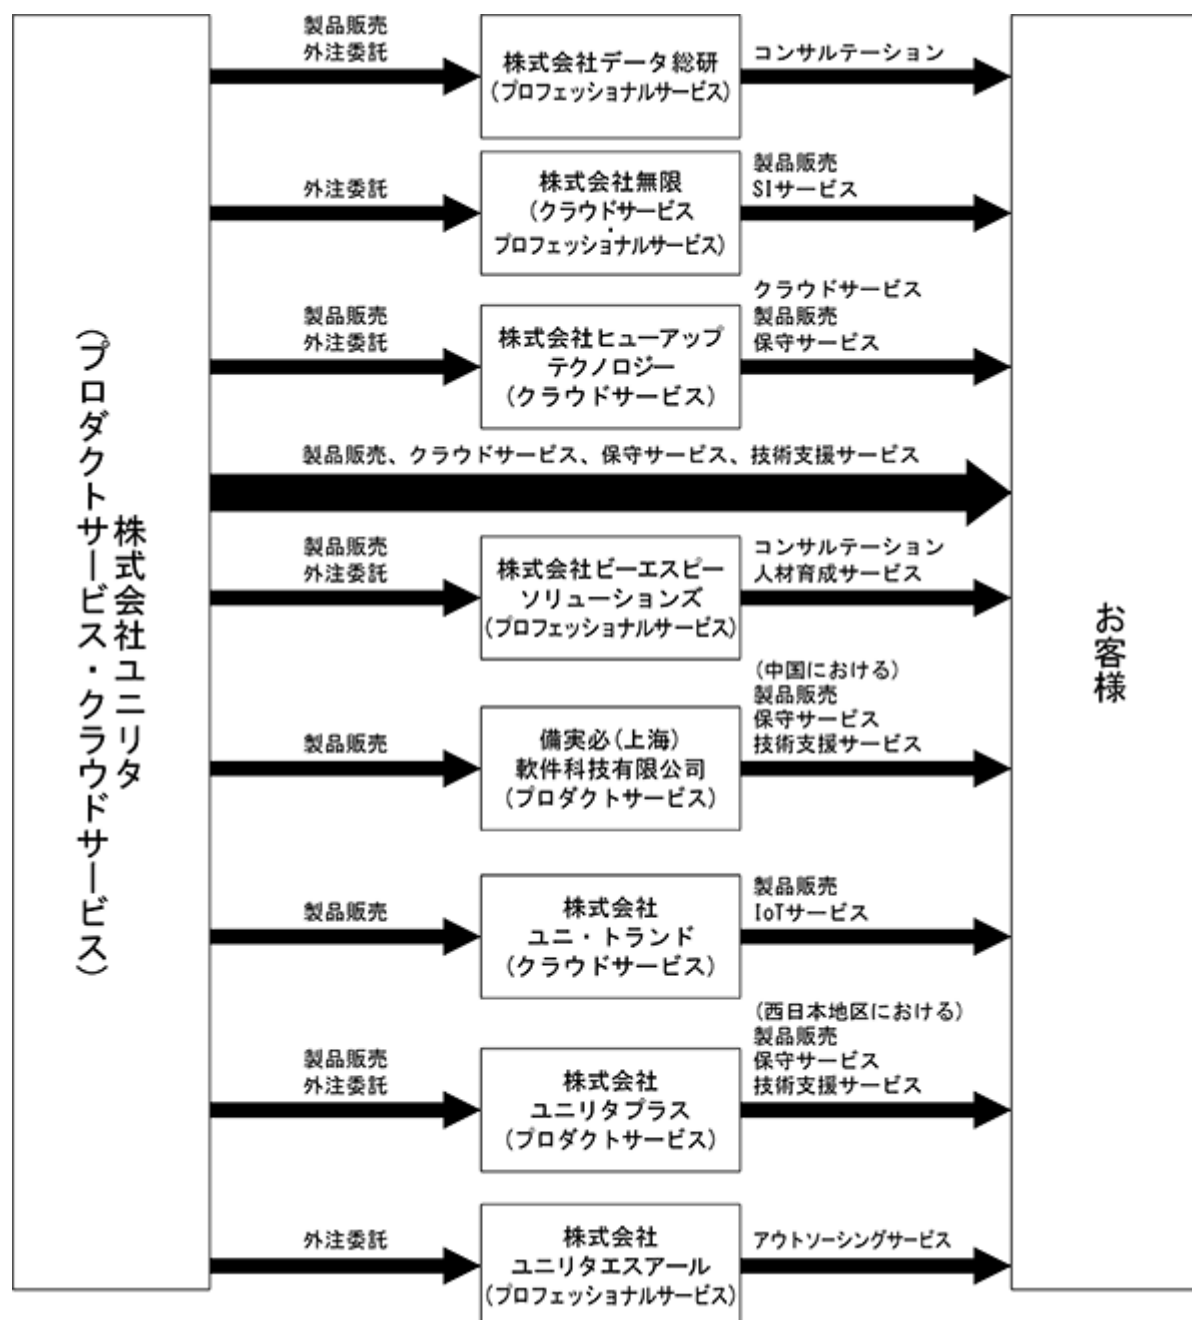 株式会社ユニリタ
(プロダクトサービス・クラウドサービス)
製品販売
外注委託
株式会社データ総研
(プロフェッショナルサービス)
コンサルテーション
外注委託
株式会社無限
(クラウドサービス
・
プロフェッショナルサービス)
製品販売
SIサービス
製品販売
外注委託
株式会社ヒューアップ
テクノロジー
(クラウドサービス)
クラウドサービス
製品販売
保守サービス
製品販売、クラウドサービス、保守サービス、技術支援サービス
製品販売
外注委託
株式会社ビーエスピー
ソリューションズ
(プロフェッショナルサービス)
コンサルテーション
人材育成サービス
製品販売
備実必(上海)
軟件科技有限公司
(プロダクトサービス)
(中国における)
製品販売
保守サービス
技術支援サービス
製品販売
株式会社
ユニ・トランド
(クラウドサービス)
製品販売
IoTサービス
製品販売
外注委託
株式会社
ユニリタプラス
(プロダクトサービス)
(西日本地区における)
製品販売
保守サービス
技術支援サービス
外注委託
株式会社
ユニリタエスアール
(プロフェッショナルサービス)
アウトソーシングサービス
お客様